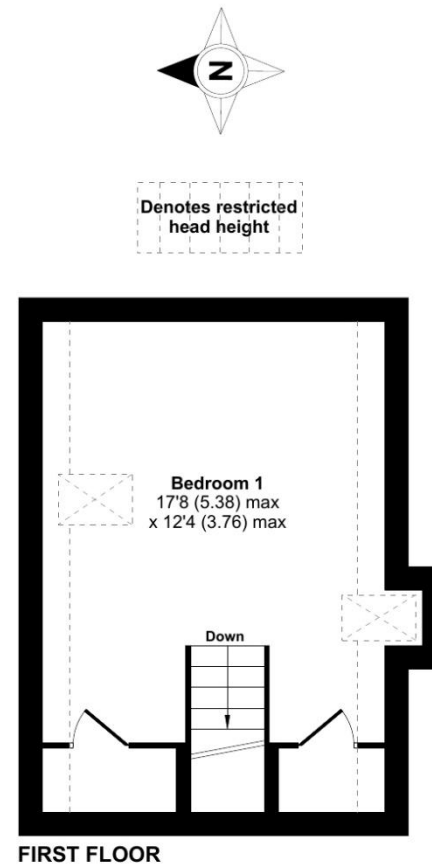 N
Denotes restricted
head height
Bedroom 1
17'8 (5.38) max
x 12'4 (3.76) max
Down
FIRST FLOOR